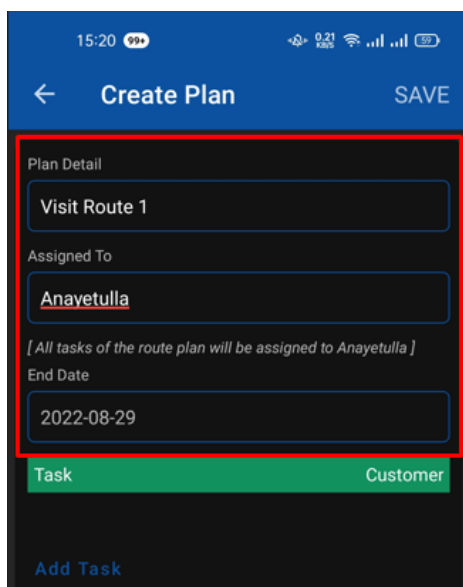 15:20 99+ 0.21 KB/S 59
Create Plan SAVE
Plan Detail
Visit Route 1
Assigned To
Anayetulla
[ All tasks of the route plan will be assigned to Anayetulla ]
End Date
2022-08-29
Task Customer
Add Task